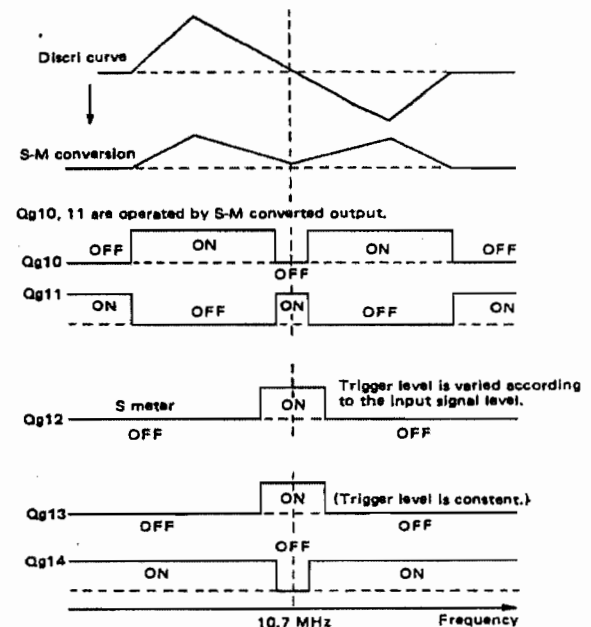 Discri curve
S-M conversion
Qg10, 11 are operated by S-M converted output.
OFF ON ON OFF
Qg10
OFF
Qg11
ON OFF ON OFF ON
Trigger level is varied according
to the input signal level.
S meter ON
Qg12
OFF OFF
ON (Trigger level is constant.)
Qg13
OFF OFF
OFF
Qg14
ON ON
10.7 MHz Frequency